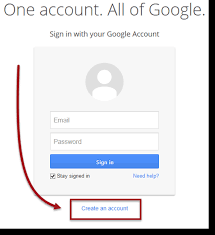 One account. All of Google.
Sign in with your Google Account
Email
Password
Sign in
Stay signed in Need help?
Create an account